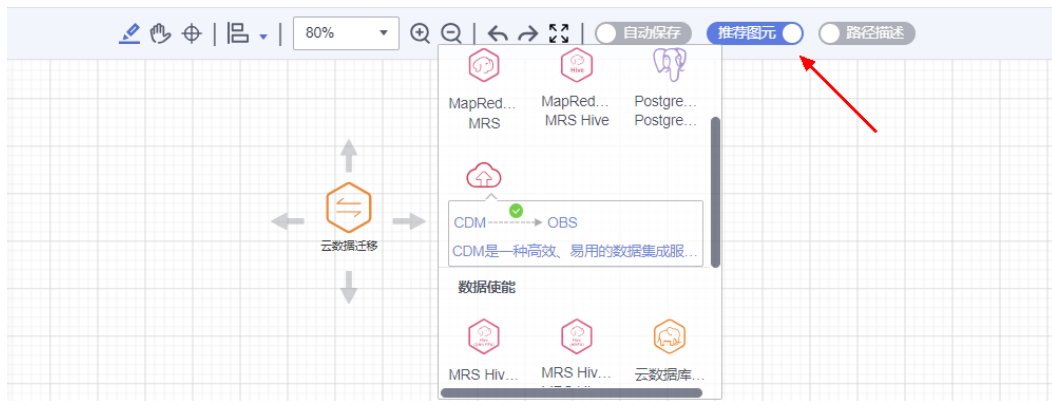 80%
自动保存
推荐图元
路径描述
MapRed... MapRed... Postgre...
MRS MRS Hive Postgre...
CDM OBS
CDM是一种高效、易用的数据集成服...
云数据迁移
数据使能
MRS Hiv... MRS Hiv... 云数据库...